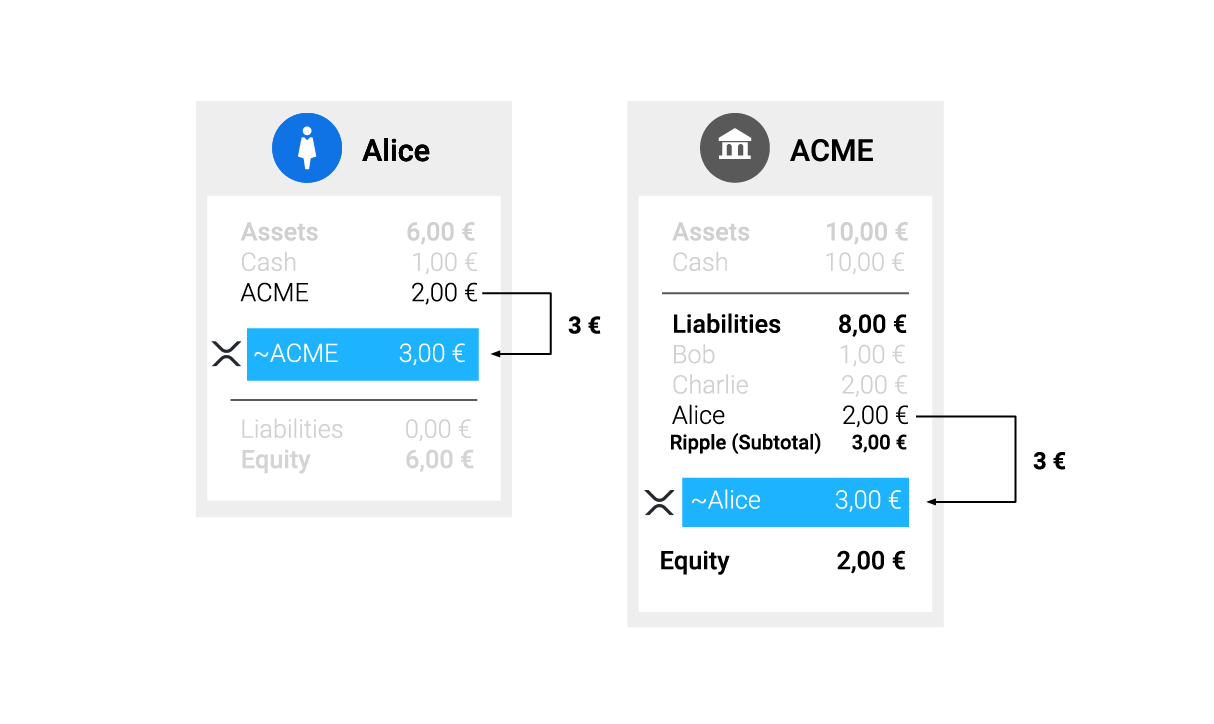 Alice
Assets 6,00 €
Cash 1,00 €
ACME 2,00 €
3 €
~ACME 3,00 €
Liabilities 0,00 €
Equity 6,00 €
ACME
Assets 10,00 €
Cash 10,00 €
Liabilities 8,00 €
Bob 1,00 €
Charlie 2,00 €
Alice 2,00 €
Ripple (Subtotal) 3,00 €
3 €
~Alice 3,00 €
Equity 2,00 €